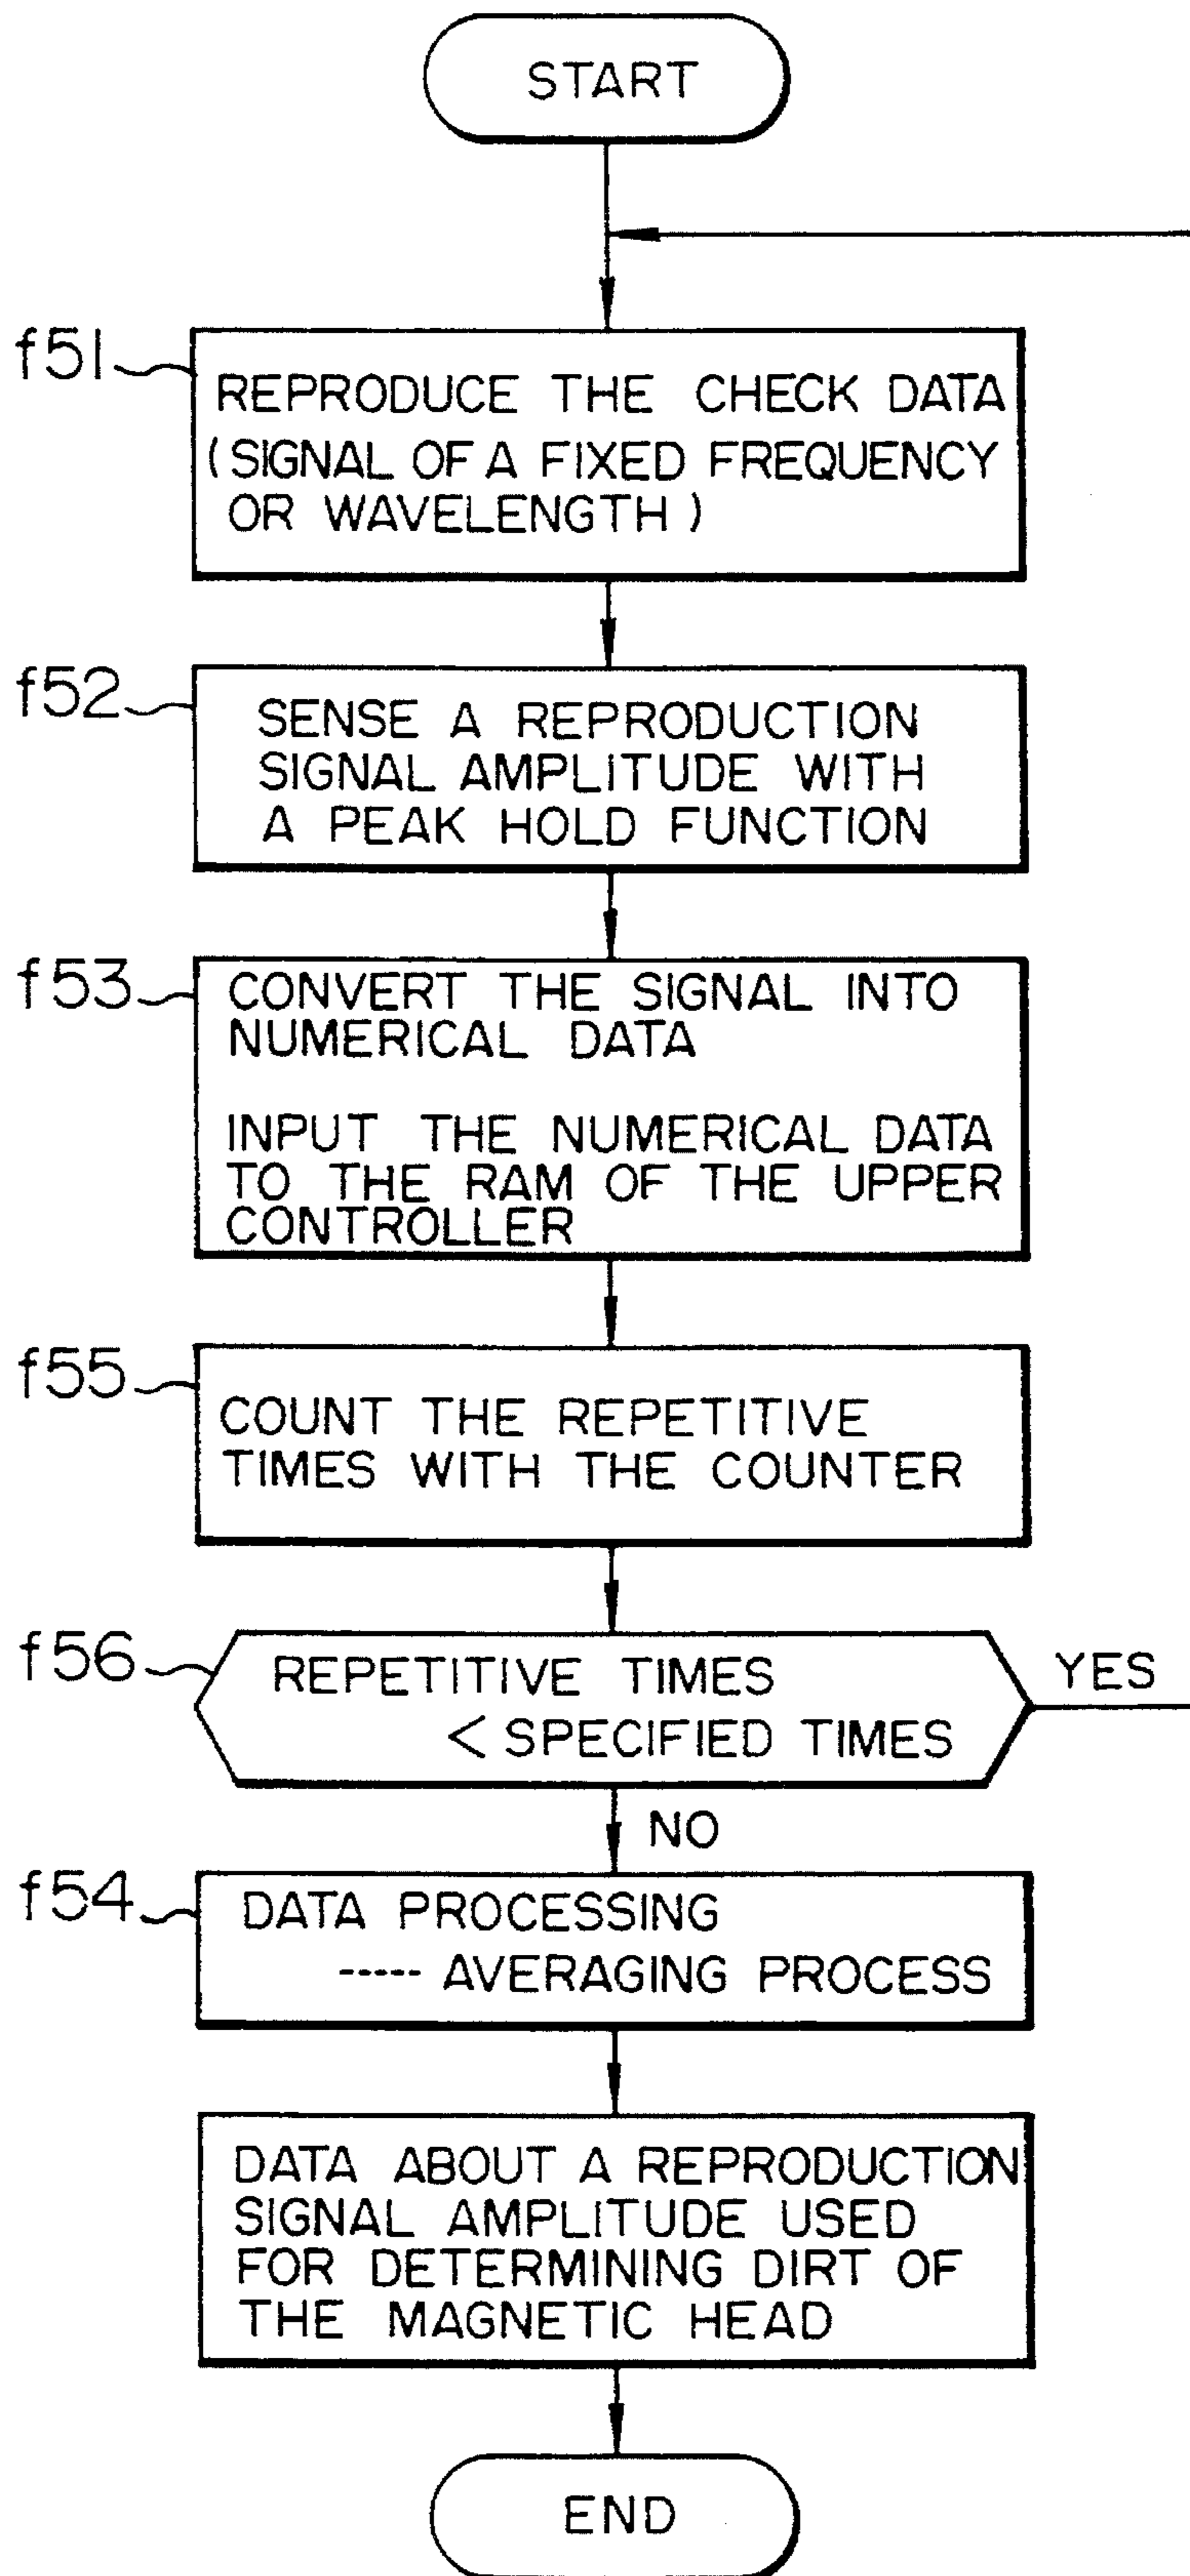 START
f51
REPRODUCE THE CHECK DATA
(SIGNAL OF A FIXED FREQUENCY
OR WAVELENGTH)
f52
SENSE A REPRODUCTION
SIGNAL AMPLITUDE WITH
A PEAK HOLD FUNCTION
f53
CONVERT THE SIGNAL INTO
NUMERICAL DATA
INPUT THE NUMERICAL DATA
TO THE RAM OF THE UPPER
CONTROLLER
f55
COUNT THE REPETITIVE
TIMES WITH THE COUNTER
f56
REPETITIVE TIMES
< SPECIFIED TIMES
YES
NO
f54
DATA PROCESSING
----- AVERAGING PROCESS
DATA ABOUT A REPRODUCTION
SIGNAL AMPLITUDE USED
FOR DETERMINING DIRT OF
THE MAGNETIC HEAD
END